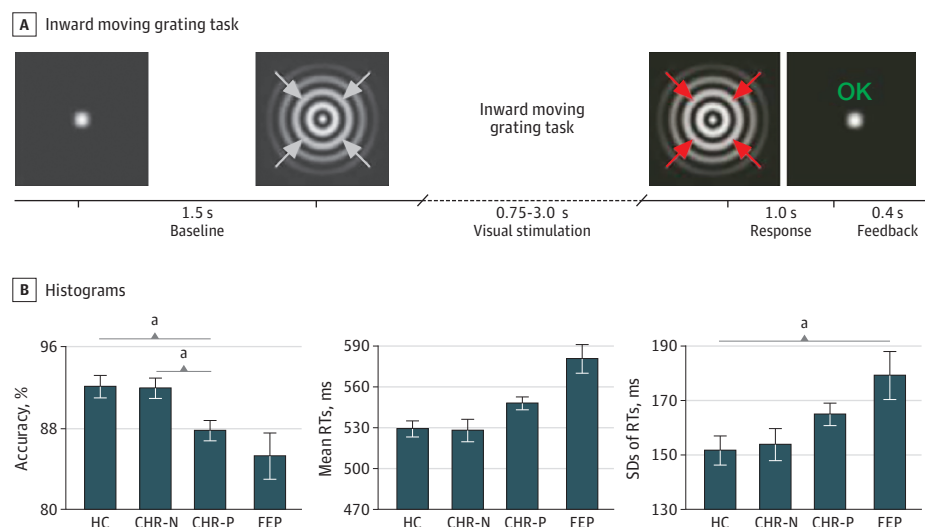 A Inward moving grating task
Inward moving
grating task
OK
1.5 s
Baseline
0.75-3.0 s
Visual stimulation
1.0 s
Response
0.4 s
Feedback
B Histograms
Accuracy, %
96
88
80
a
a
HC CHR-N CHR-P FEP
Mean RTs, ms
590
560
530
500
470
HC CHR-N CHR-P FEP
SDs of RTs, ms
190
170
150
130
a
HC CHR-N CHR-P FEP